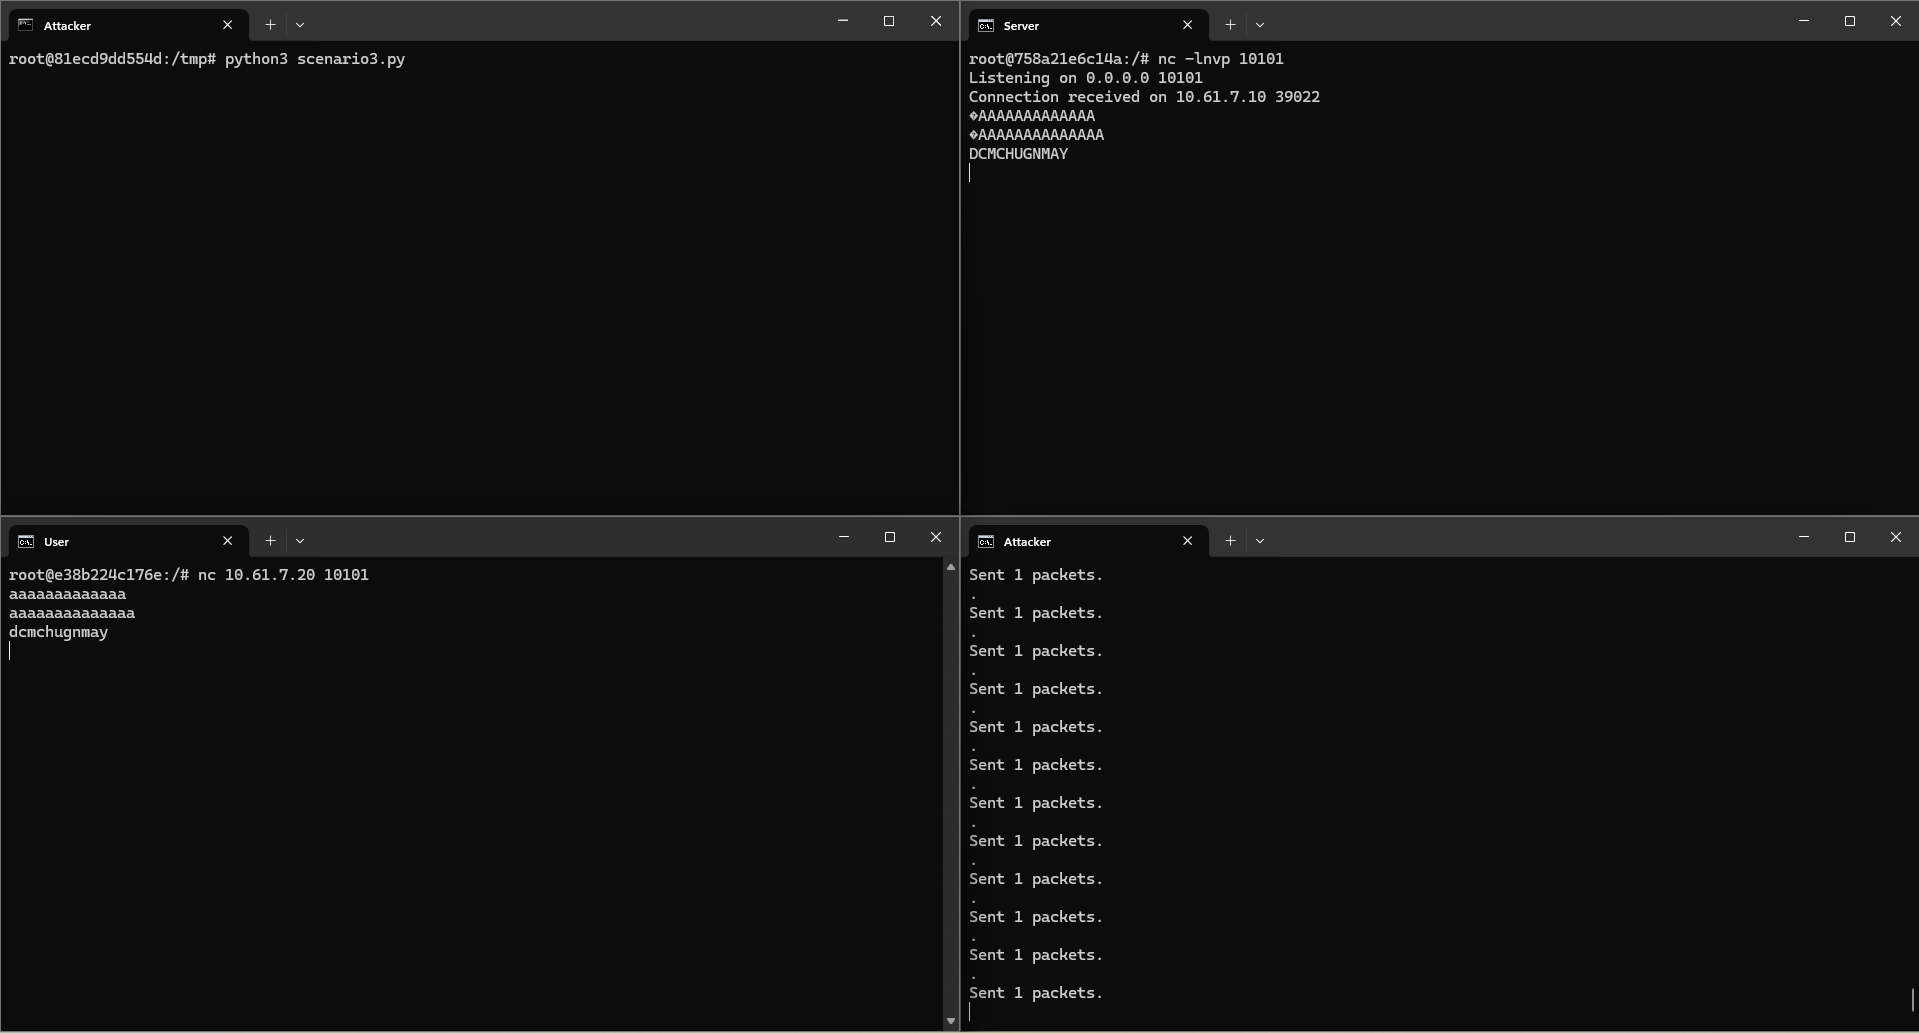 Attacker
root@81ecd9dd554d:/tmp# python3 scenario3.py
Server
root@758a21e6c14a:/# nc -lnvp 10101
Listening on 0.0.0.0 10101
Connection received on 10.61.7.10 39022
�AAAAAAAAAAAAA
�AAAAAAAAAAAAAA
DCMCHUGNMAY
User
root@e38b224c176e:/# nc 10.61.7.20 10101
aaaaaaaaaaaaa
aaaaaaaaaaaaaa
dcmchugnmay
Attacker
Sent 1 packets.
.
Sent 1 packets.
.
Sent 1 packets.
.
Sent 1 packets.
.
Sent 1 packets.
.
Sent 1 packets.
.
Sent 1 packets.
.
Sent 1 packets.
.
Sent 1 packets.
.
Sent 1 packets.
.
Sent 1 packets.
.
Sent 1 packets.